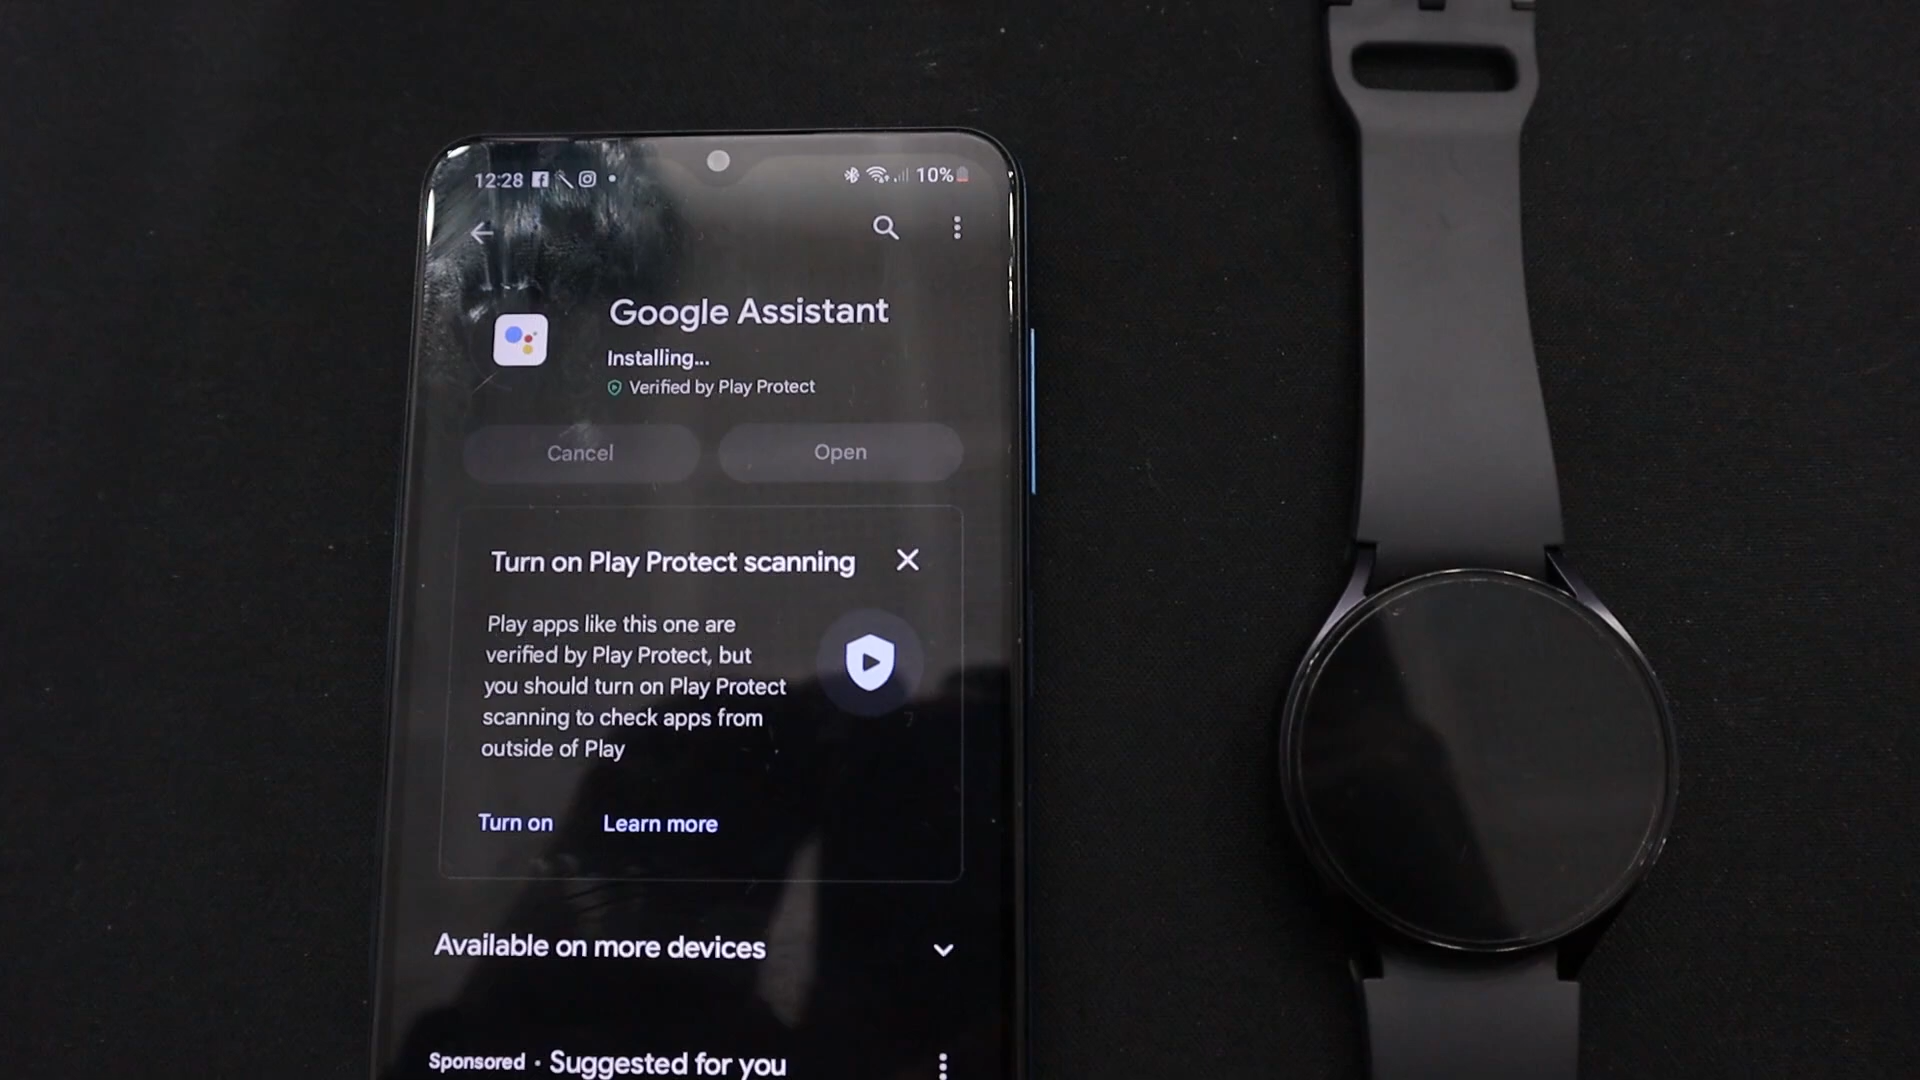 12:28
10%
Google Assistant
Installing...
Verified by Play Protect
Cancel
Open
Turn on Play Protect scanning
Play apps like this one are
verified by Play Protect, but
you should turn on Play Protect
scanning to check apps from
outside of Play
Turn on
Learn more
Available on more devices
Sponsored · Suggested for you